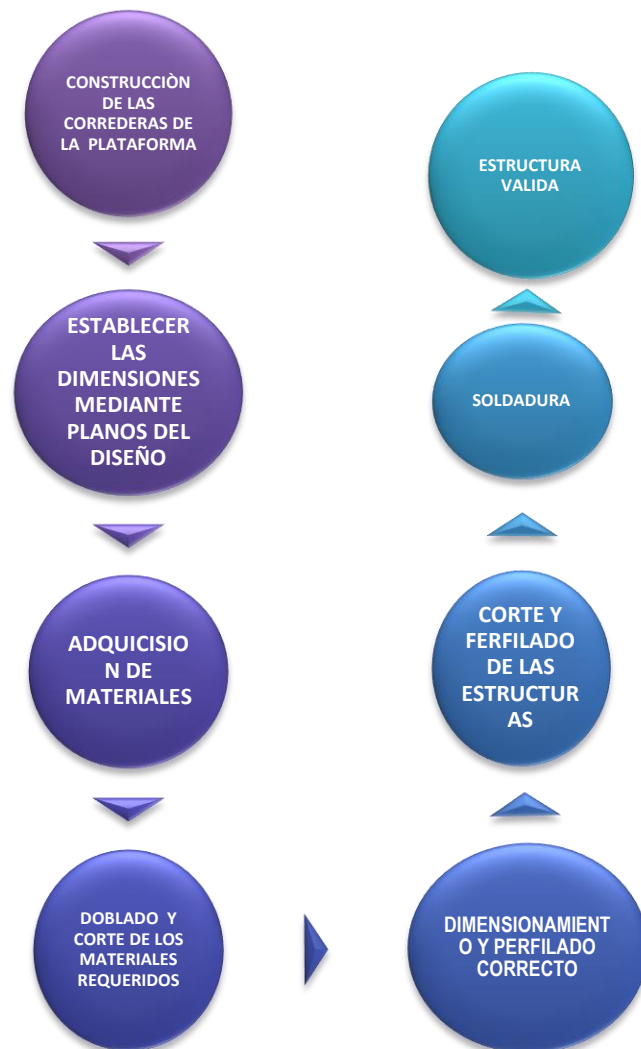 CONSTRUCCIÒN
DE LAS
CORREDERAS DE
LA PLATAFORMA
ESTABLECER
LAS
DIMENSIONES
MEDIANTE
PLANOS DEL
DISEÑO
ADQUICISIO
N DE
MATERIALES
DOBLADO Y
CORTE DE LOS
MATERIALES
REQUERIDOS
DIMENSIONAMIENT
O Y PERFILADO
CORRECTO
CORTE Y
FERFILADO
DE LAS
ESTRUCTUR
AS
SOLDADURA
ESTRUCTURA
VALIDA